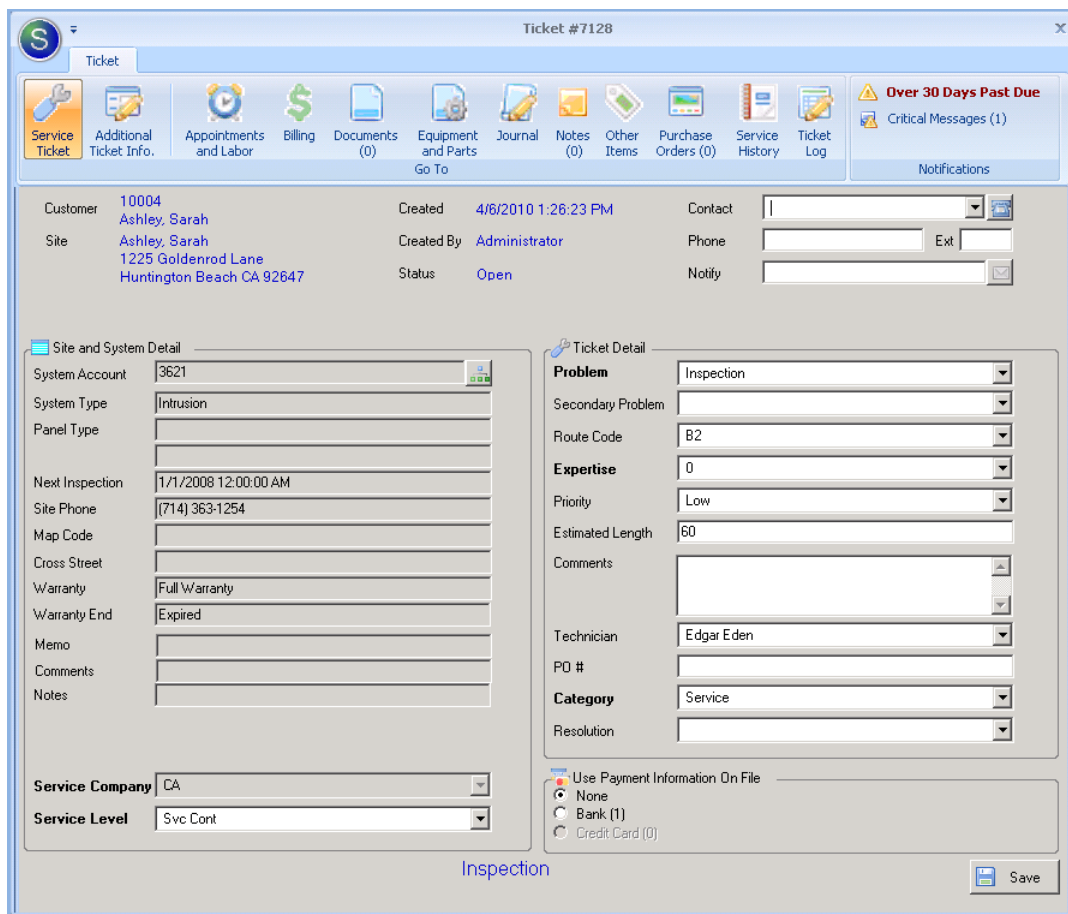 S
Ticket #7128
X
Ticket
Service Ticket
Additional Ticket Info.
Appointments and Labor
Billing
Documents (0)
Equipment and Parts
Journal
Notes (0)
Other Items
Purchase Orders (0)
Service History
Ticket Log
Go To
Over 30 Days Past Due
Critical Messages (1)
Notifications
Customer 10004
Ashley, Sarah
Site Ashley, Sarah
1225 Goldenrod Lane
Huntington Beach CA 92647
Created 4/6/2010 1:26:23 PM
Created By Administrator
Status Open
Contact
Phone Ext
Notify
Site and System Detail
System Account 3621
System Type Intrusion
Panel Type
Next Inspection 1/1/2008 12:00:00 AM
Site Phone (714) 363-1254
Map Code
Cross Street
Warranty Full Warranty
Warranty End Expired
Memo
Comments
Notes
Service Company CA
Service Level Svc Cont
Ticket Detail
Problem Inspection
Secondary Problem
Route Code B2
Expertise 0
Priority Low
Estimated Length 60
Comments
Technician Edgar Eden
PO #
Category Service
Resolution
Use Payment Information On File
None
Bank (1)
Credit Card (0)
Inspection
Save